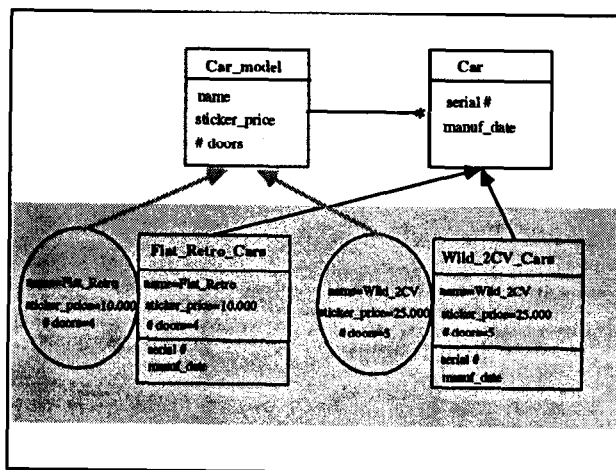 Car_model
name
sticker_price
# doors
Car
serial #
manuf_date
name=Fiat_Retro
sticker_price=10.000
# doors=4
Fiat_Retro_Cars
name=Fiat_Retro
sticker_price=10.000
# doors=4
serial #
manuf_date
name=Wild_2CV
sticker_price=25.000
# doors=5
Wild_2CV_Cars
name=Wild_2CV
sticker_price=25.000
# doors=5
serial #
manuf_date